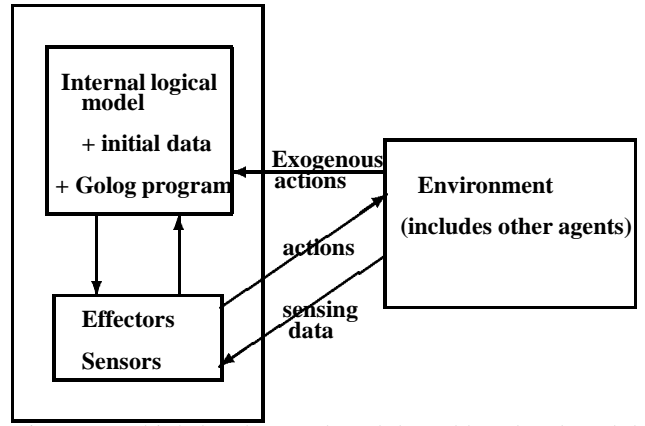 Internal logical
model
+ initial data
+ Golog program
Exogenous
actions
Environment
(includes other agents)
actions
sensing
data
Effectors
Sensors